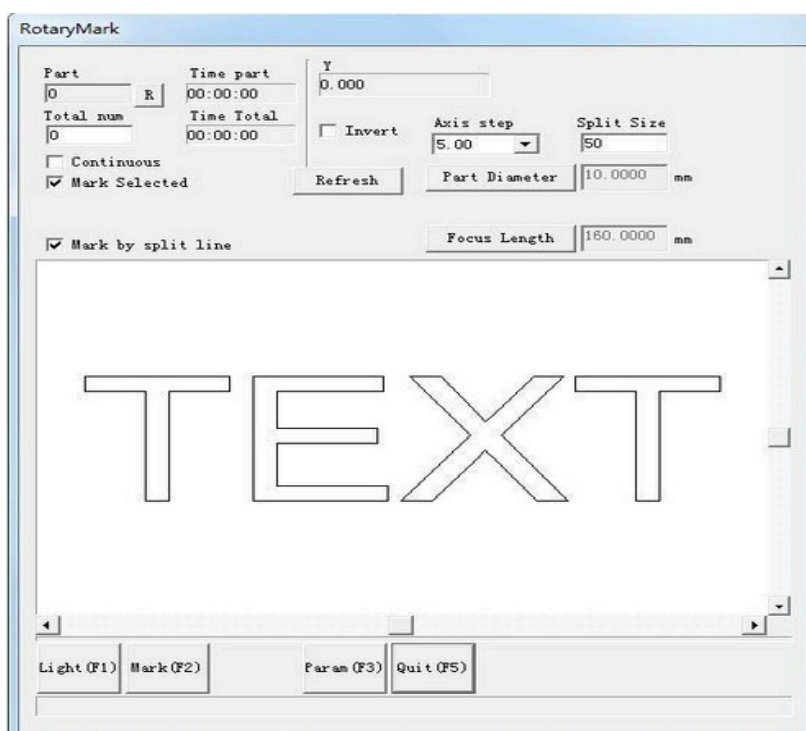 RotaryMark
Part Time part Y
0 R 00:00:00 0.000
Total num Time Total Axis step Split Size
0 00:00:00 Invert 5.00 50
Continuous
Mark Selected Refresh Part Diameter 10.0000 mm
Mark by split line Focus Length 160.0000 mm
TEXT
Light(F1) Mark(F2) Param(F3) Quit(F5)